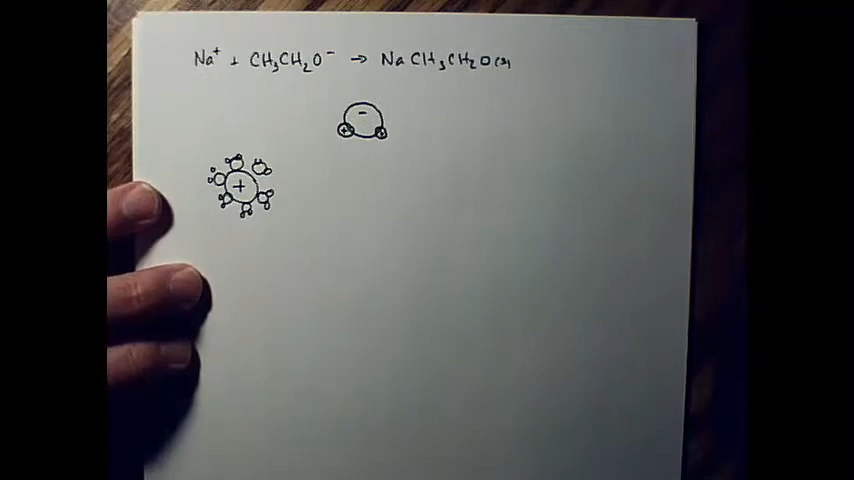 Na⁺ + CH₃CH₂O⁻ → NaCH₃CH₂O(s)
-
+ +
+